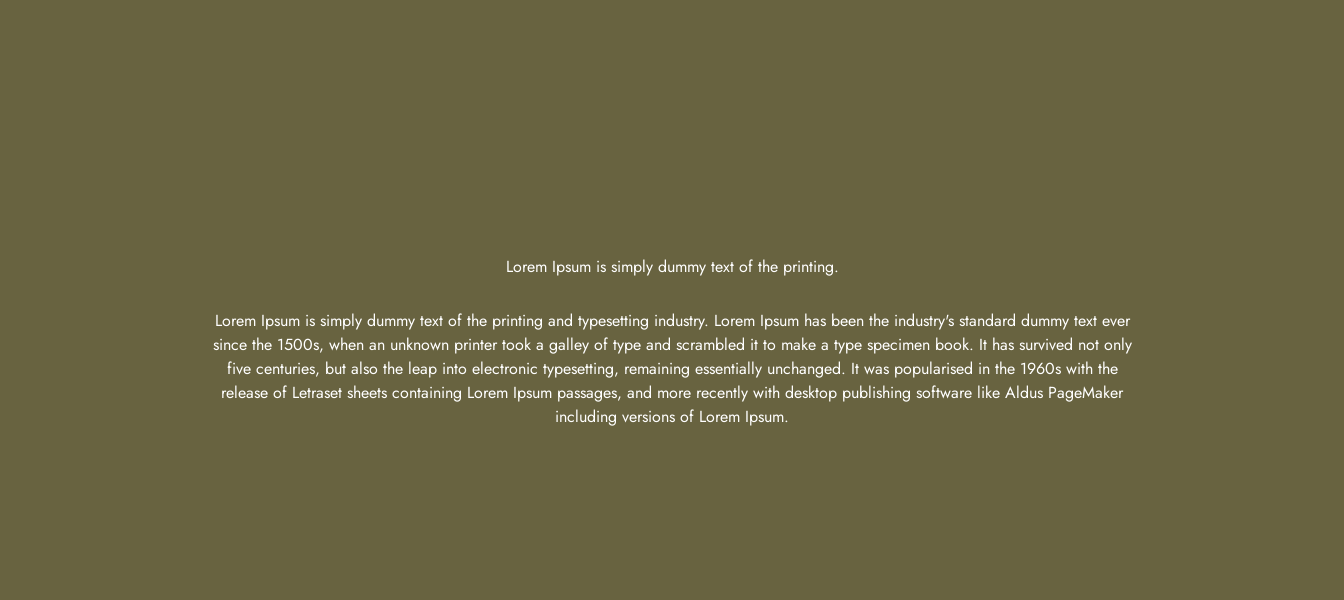 Lorem Ipsum is simply dummy text of the printing.
Lorem Ipsum is simply dummy text of the printing and typesetting industry. Lorem Ipsum has been the industry's standard dummy text ever
since the 1500s, when an unknown printer took a galley of type and scrambled it to make a type specimen book. It has survived not only
five centuries, but also the leap into electronic typesetting, remaining essentially unchanged. It was popularised in the 1960s with the
release of Letraset sheets containing Lorem Ipsum passages, and more recently with desktop publishing software like Aldus PageMaker
including versions of Lorem Ipsum.